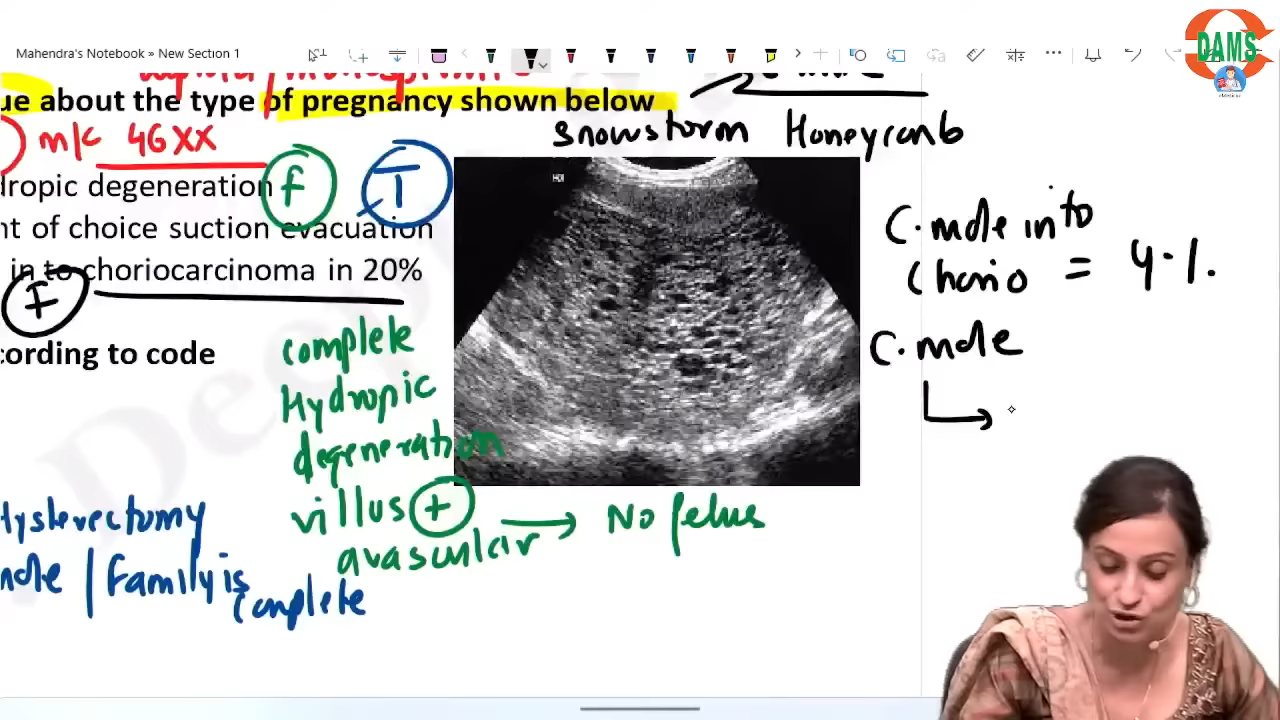 Mahendra's Notebook » New Section 1
DAMS
ue about the type of pregnancy shown below
m/c 46XX
Snowstorm Honeycomb
HDI
dropic degeneration f T
nt of choice suction evacuation
in to choriocarcinoma in 20%
F
C. mole into
Chorio = 4%.
cording to code
complete
Hydropic
degeneration
villus +
avascular → No fetus
C. mole
Hysterectomy
mole / Family is
Complete